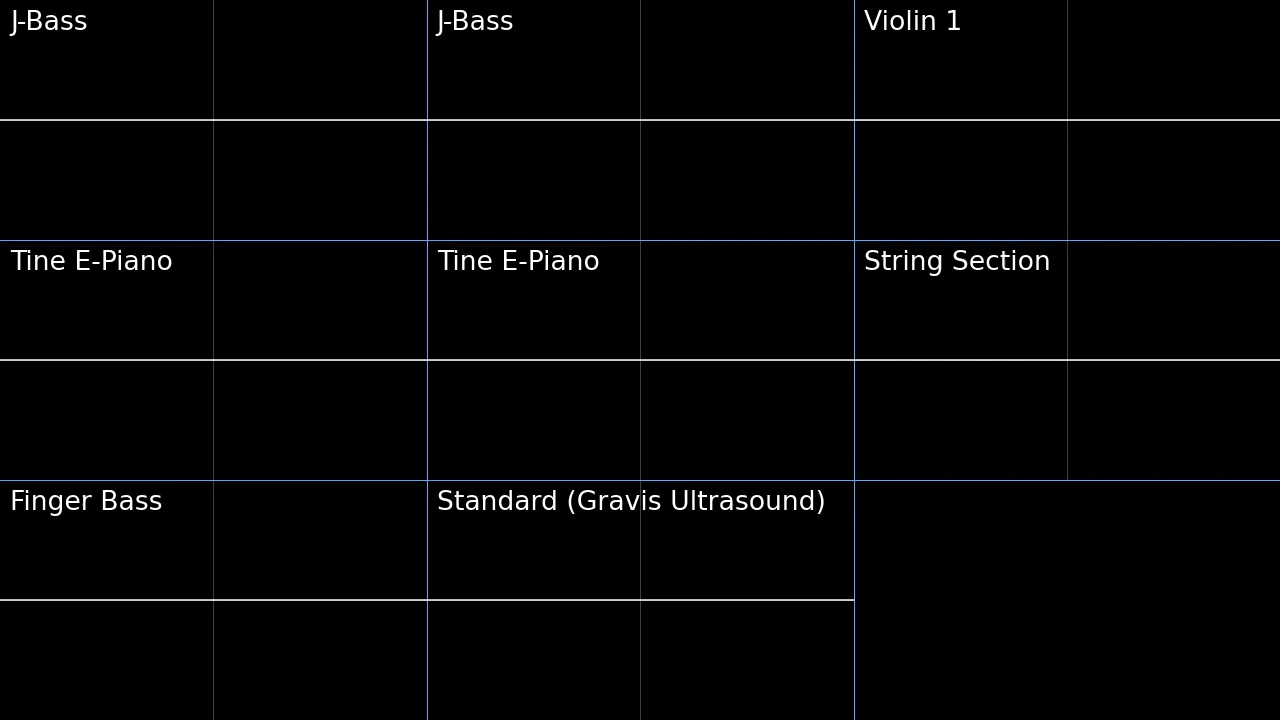 J-Bass
J-Bass
Violin 1
Tine E-Piano
Tine E-Piano
String Section
Finger Bass
Standard (Gravis Ultrasound)